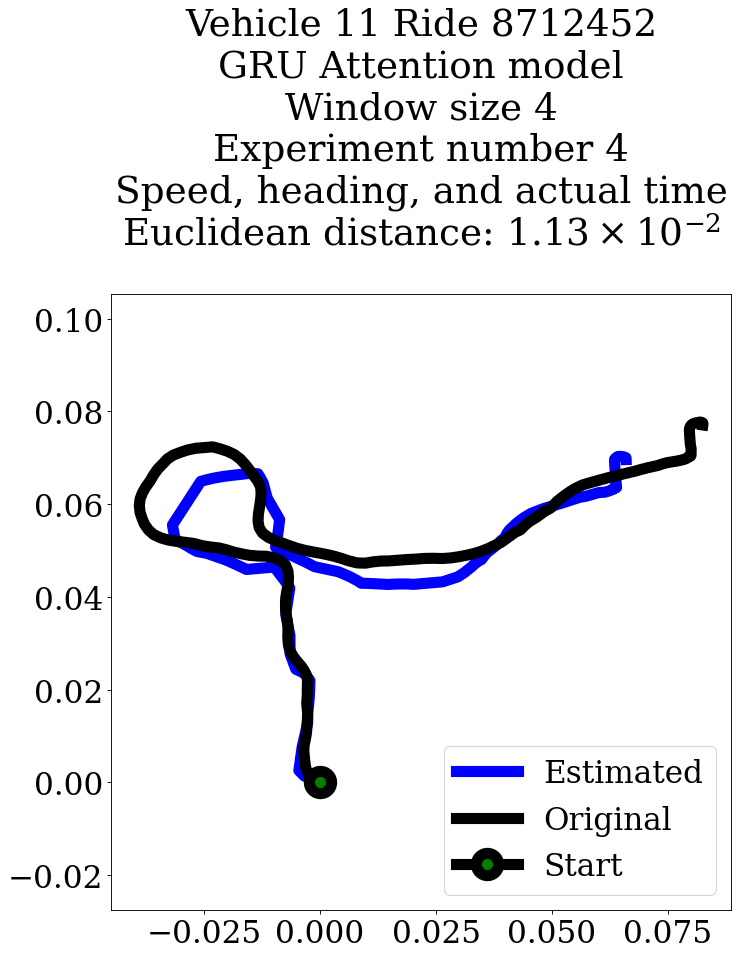 Vehicle 11 Ride 8712452
GRU Attention model
Window size 4
Experiment number 4
Speed, heading, and actual time
Euclidean distance: 1.13 × 10⁻²
0.10
0.08
0.06
0.04
0.02
0.00
−0.02
Estimated
Original
Start
−0.025 0.000 0.025 0.050 0.075